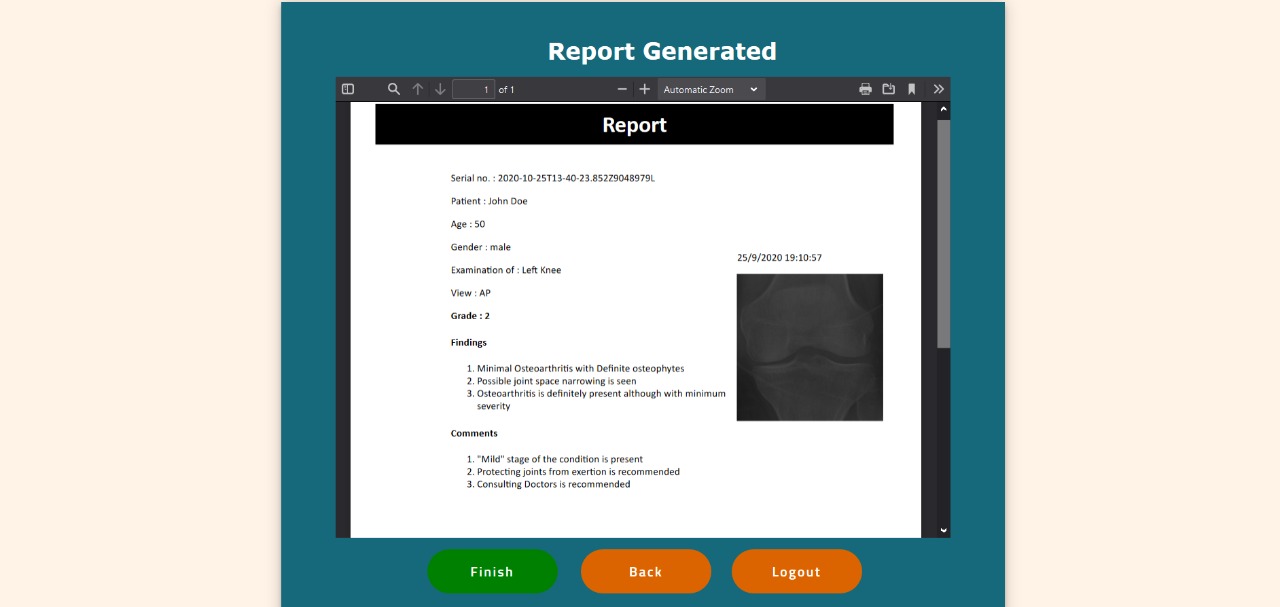 Report Generated
1 of 1
Automatic Zoom
Report
Serial no. : 2020-10-25T13-40-23.852Z9048979L
Patient : John Doe
Age : 50
Gender : male
25/9/2020 19:10:57
Examination of : Left Knee
View : AP
Grade : 2
Findings
1. Minimal Osteoarthritis with Definite osteophytes
2. Possible joint space narrowing is seen
3. Osteoarthritis is definitely present although with minimum
severity
Comments
1. "Mild" stage of the condition is present
2. Protecting joints from exertion is recommended
3. Consulting Doctors is recommended
Finish
Back
Logout